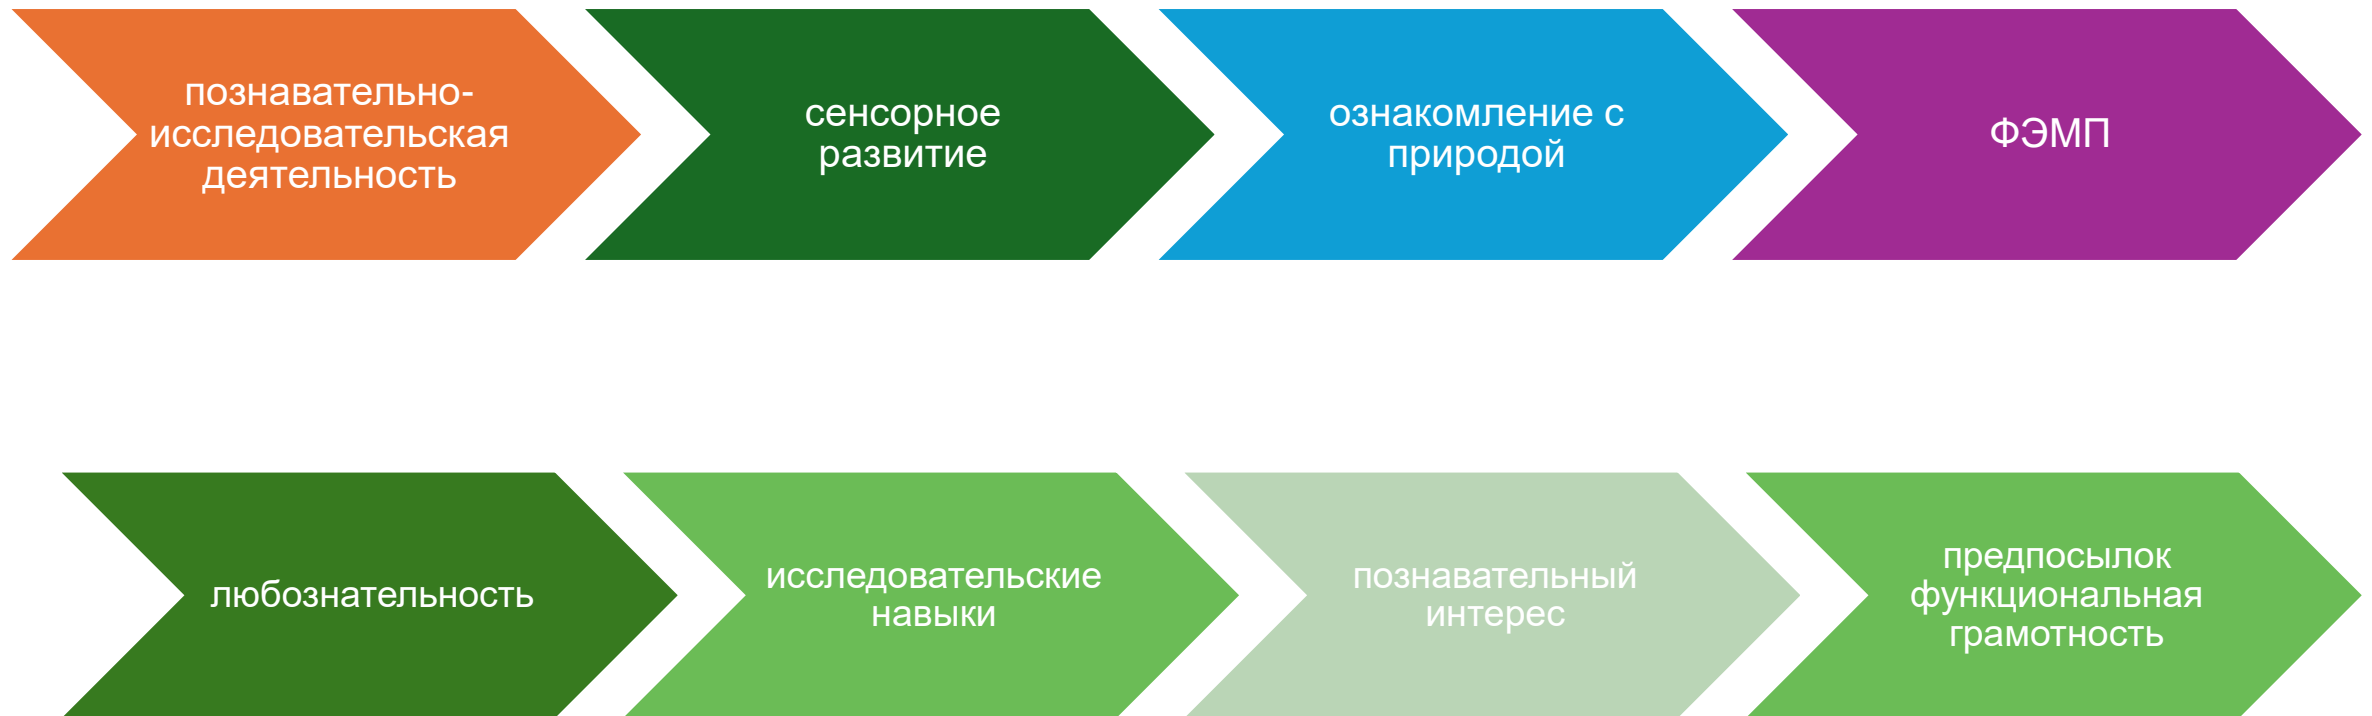 познавательно-
исследовательская
деятельность
сенсорное
развитие
ознакомление с
природой
ФЭМП
любознательность
исследовательские
навыки
познавательный
интерес
предпосылок
функциональная
грамотность